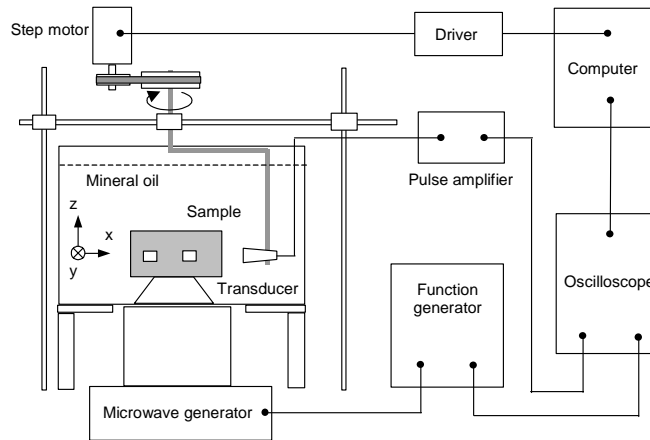 Step motor
Driver
Computer
Pulse amplifier
Mineral oil
Sample
z
x
y
Transducer
Function
generator
Oscilloscope
Microwave generator